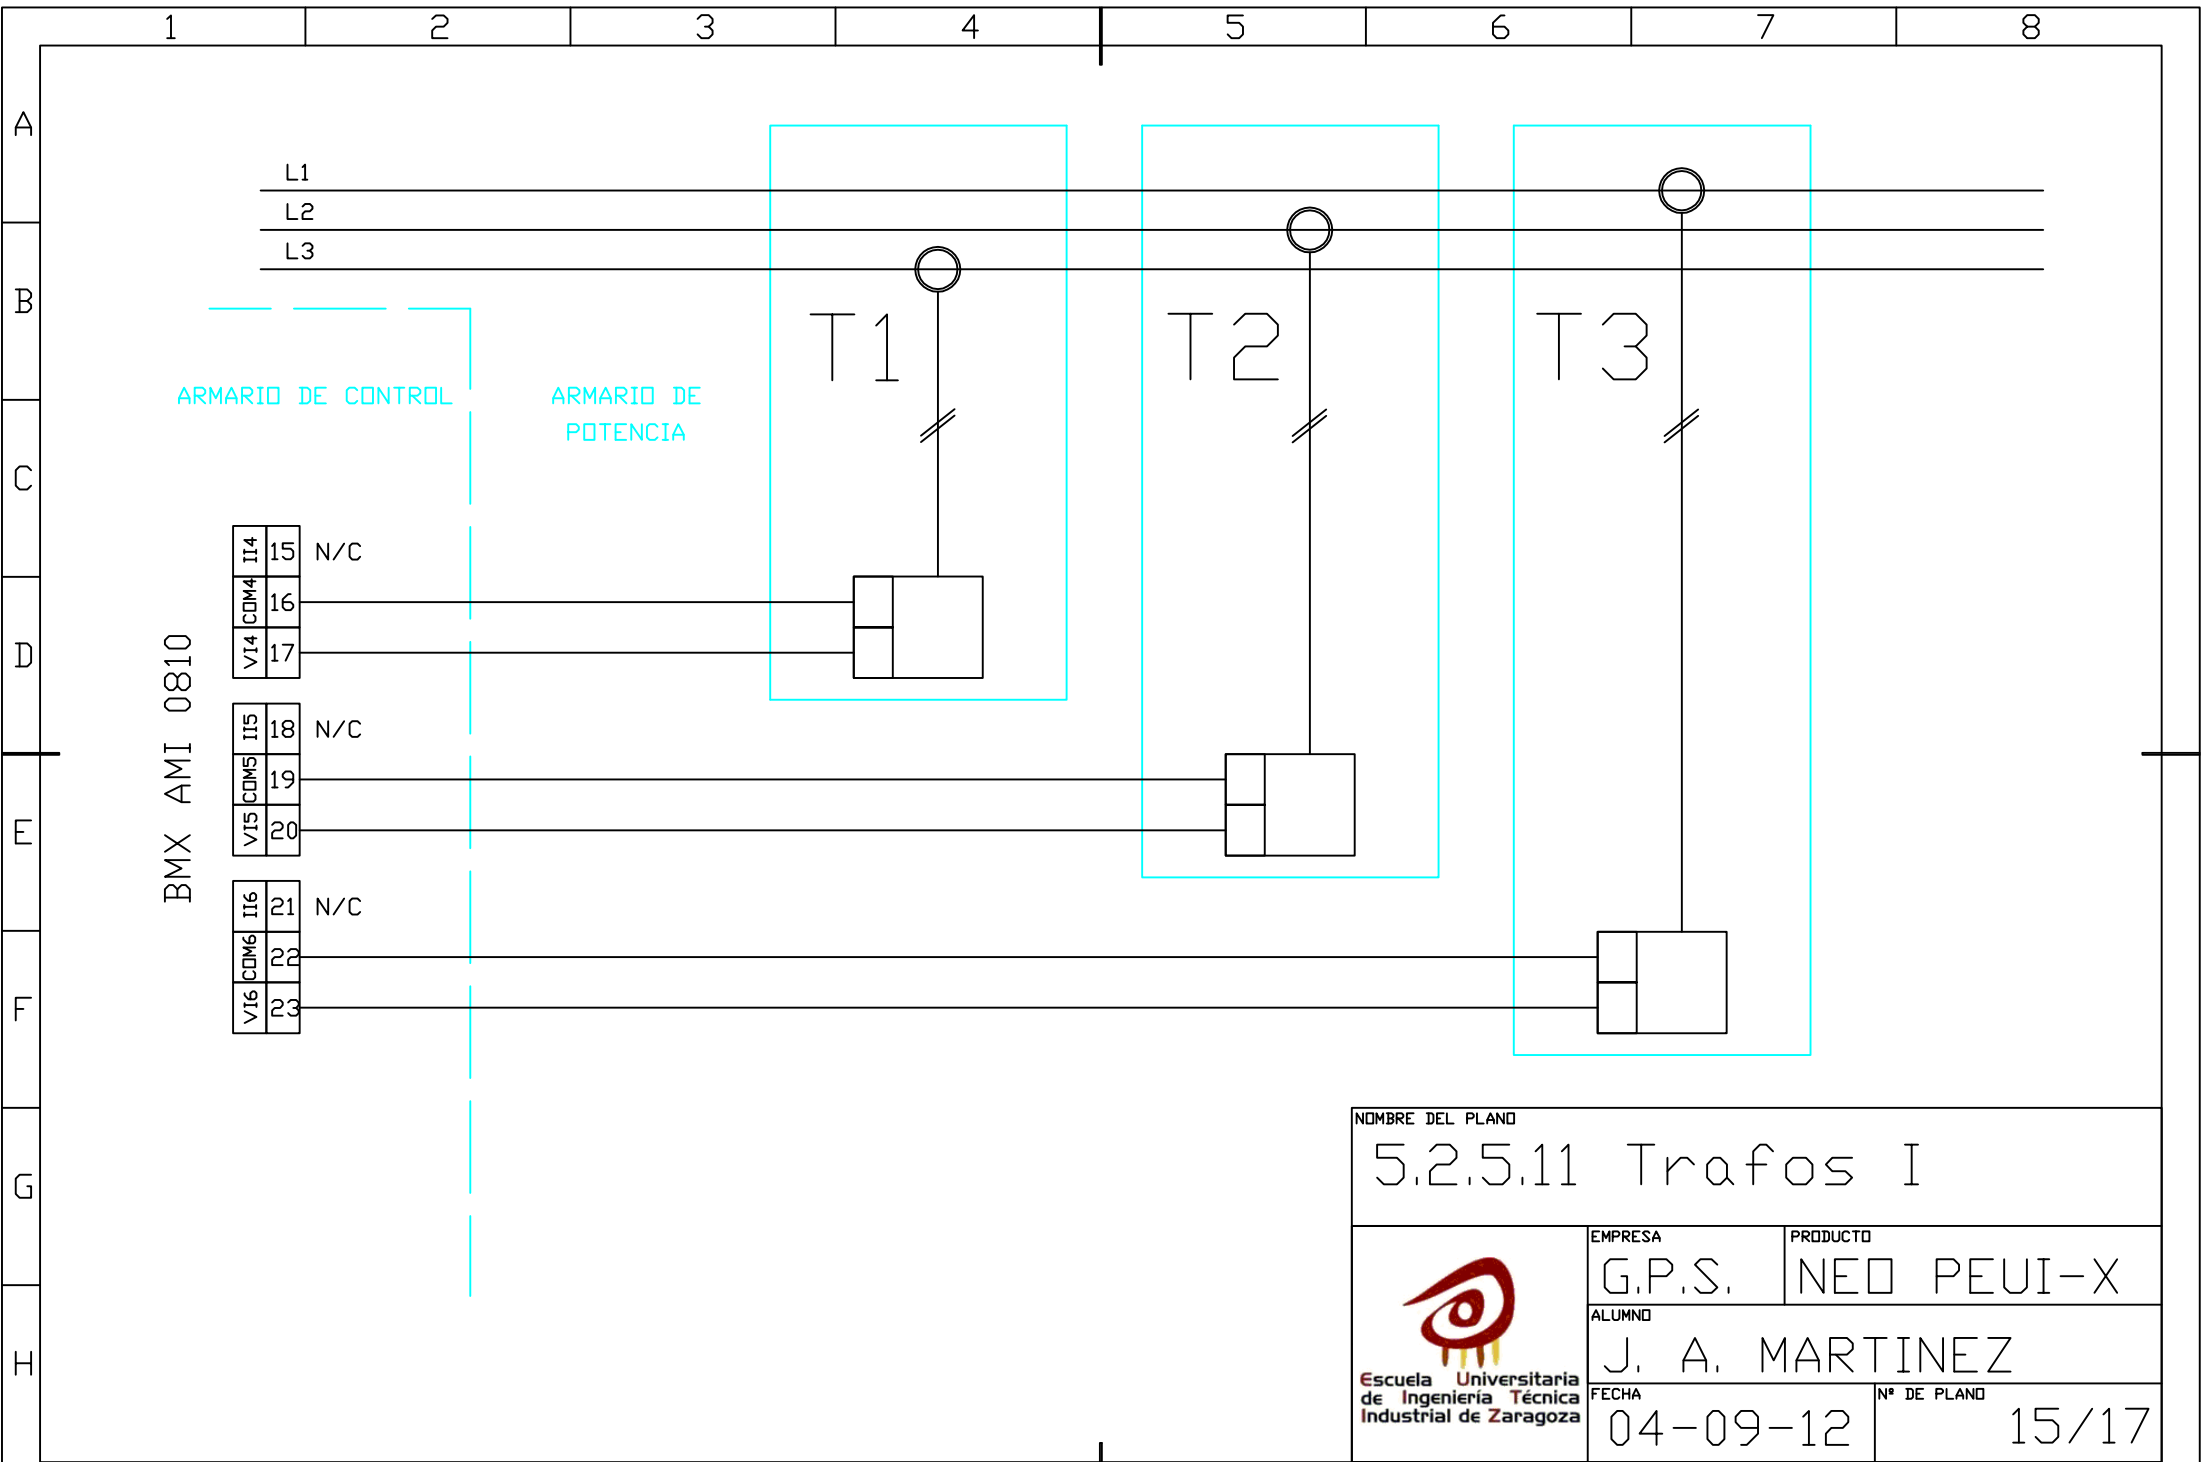 1 2 3 4 5 6 7 8
A
B
C
D
E
F
G
H
L1
L2
L3
T1 T2 T3
ARMARIO DE CONTROL
ARMARIO DE
POTENCIA
BMX AMI 0810
II4 15 N/C
COM4 16
VI4 17
II5 18 N/C
COM5 19
VI5 20
II6 21 N/C
COM6 22
VI6 23
NOMBRE DEL PLANO
5.2.5.11 Trafos I
EMPRESA
G.P.S.
PRODUCTO
NEO PEUI-X
ALUMNO
J. A. MARTINEZ
FECHA
04-09-12
Nº DE PLANO
15/17
Escuela Universitaria
de Ingeniería Técnica
Industrial de Zaragoza